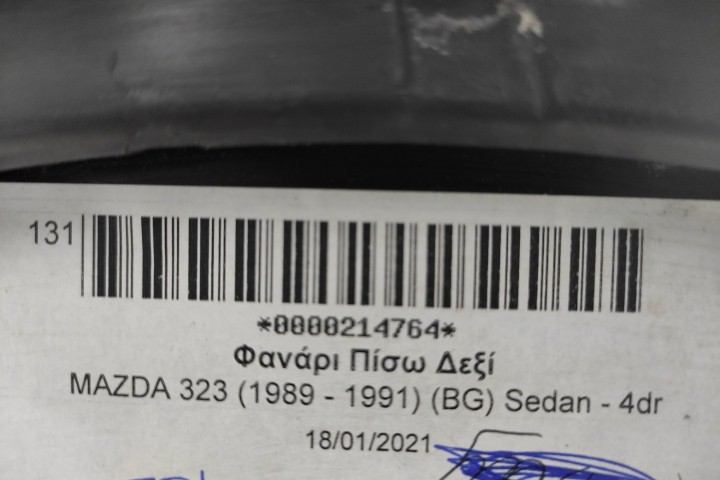 131
*0000214764*
Φανάρι Πίσω Δεξί
MAZDA 323 (1989 - 1991) (BG) Sedan - 4dr
18/01/2021